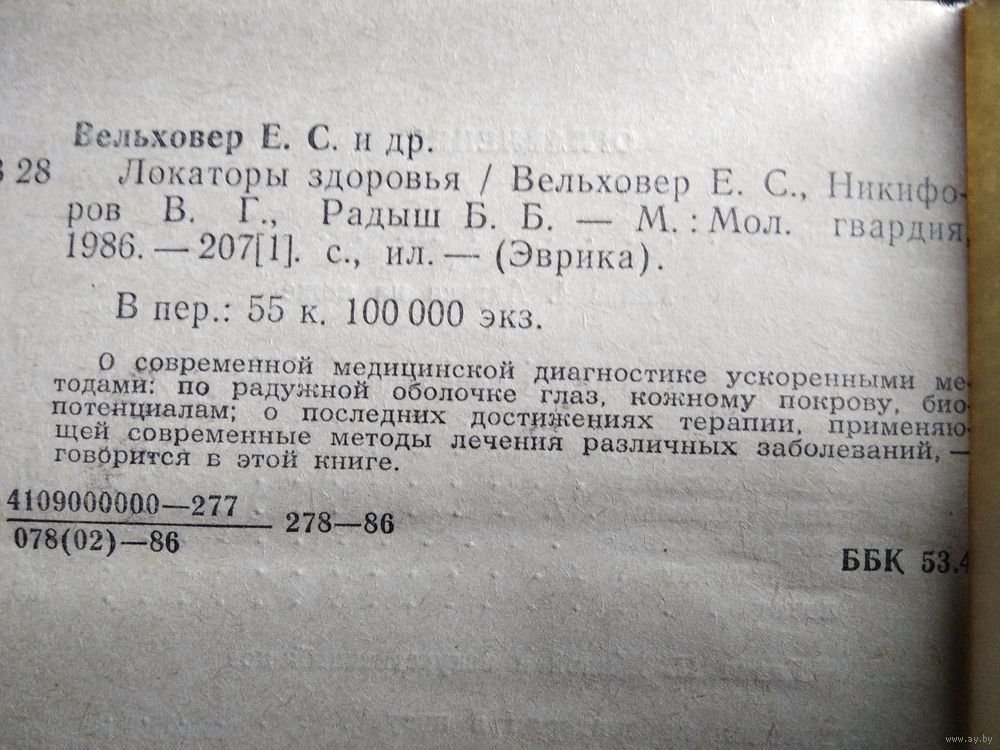 Вельховер Е. С. и др.
В 28 Локаторы здоровья / Вельховер Е. С., Никифо-
ров В. Г., Радыш Б. Б. — М. : Мол. гвардия,
1986. — 207[1]. с., ил. — (Эврика).
В пер.: 55 к. 100 000 экз.
О современной медицинской диагностике ускоренными ме-
тодами: по радужной оболочке глаз, кожному покрову, био-
потенциалам; о последних достижениях терапии, применяю-
щей современные методы лечения различных заболеваний, —
говорится в этой книге.
4109000000—277
078(02)—86
278—86
ББК 53.4
www.ay.by